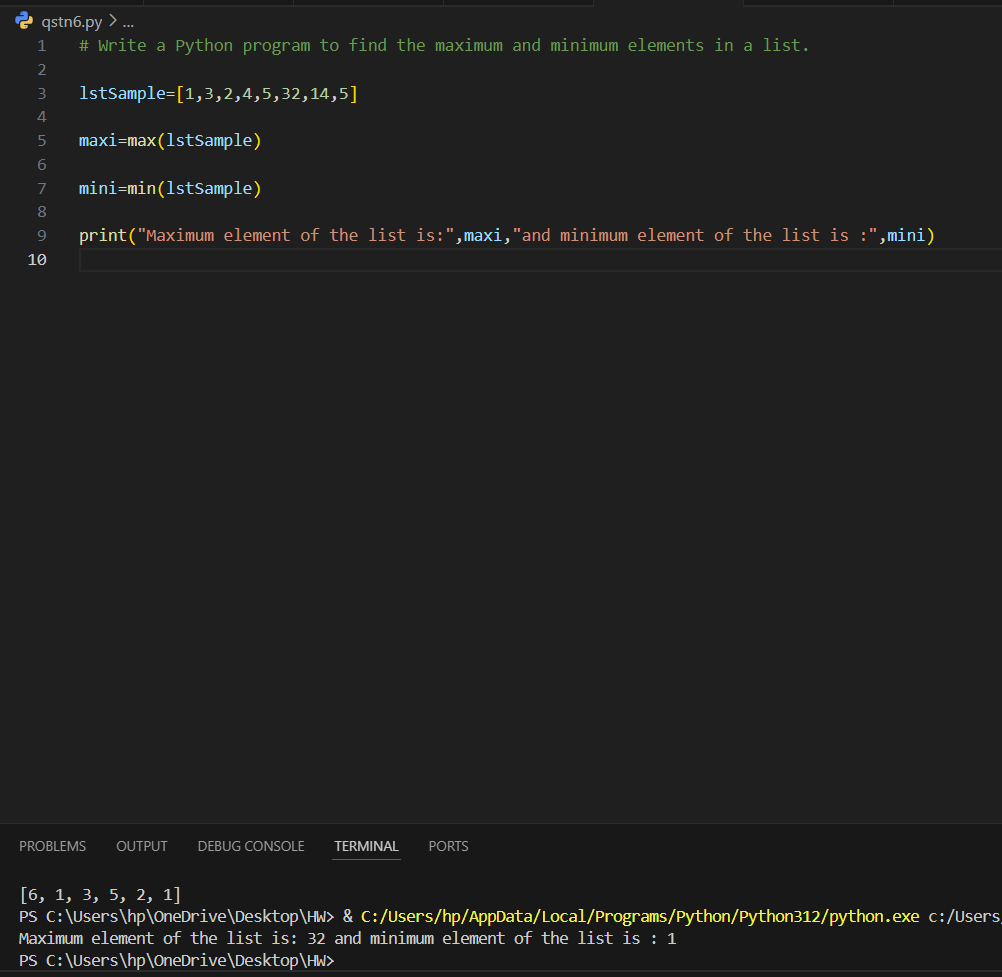 qstn6.py > ...
1 # Write a Python program to find the maximum and minimum elements in a list.
2
3 lstSample=[1,3,2,4,5,32,14,5]
4
5 maxi=max(lstSample)
6
7 mini=min(lstSample)
8
9 print("Maximum element of the list is:",maxi,"and minimum element of the list is :",mini)
10
PROBLEMS OUTPUT DEBUG CONSOLE TERMINAL PORTS
[6, 1, 3, 5, 2, 1]
PS C:\Users\hp\OneDrive\Desktop\HW> & C:/Users/hp/AppData/Local/Programs/Python/Python312/python.exe c:/Users/
Maximum element of the list is: 32 and minimum element of the list is : 1
PS C:\Users\hp\OneDrive\Desktop\HW>